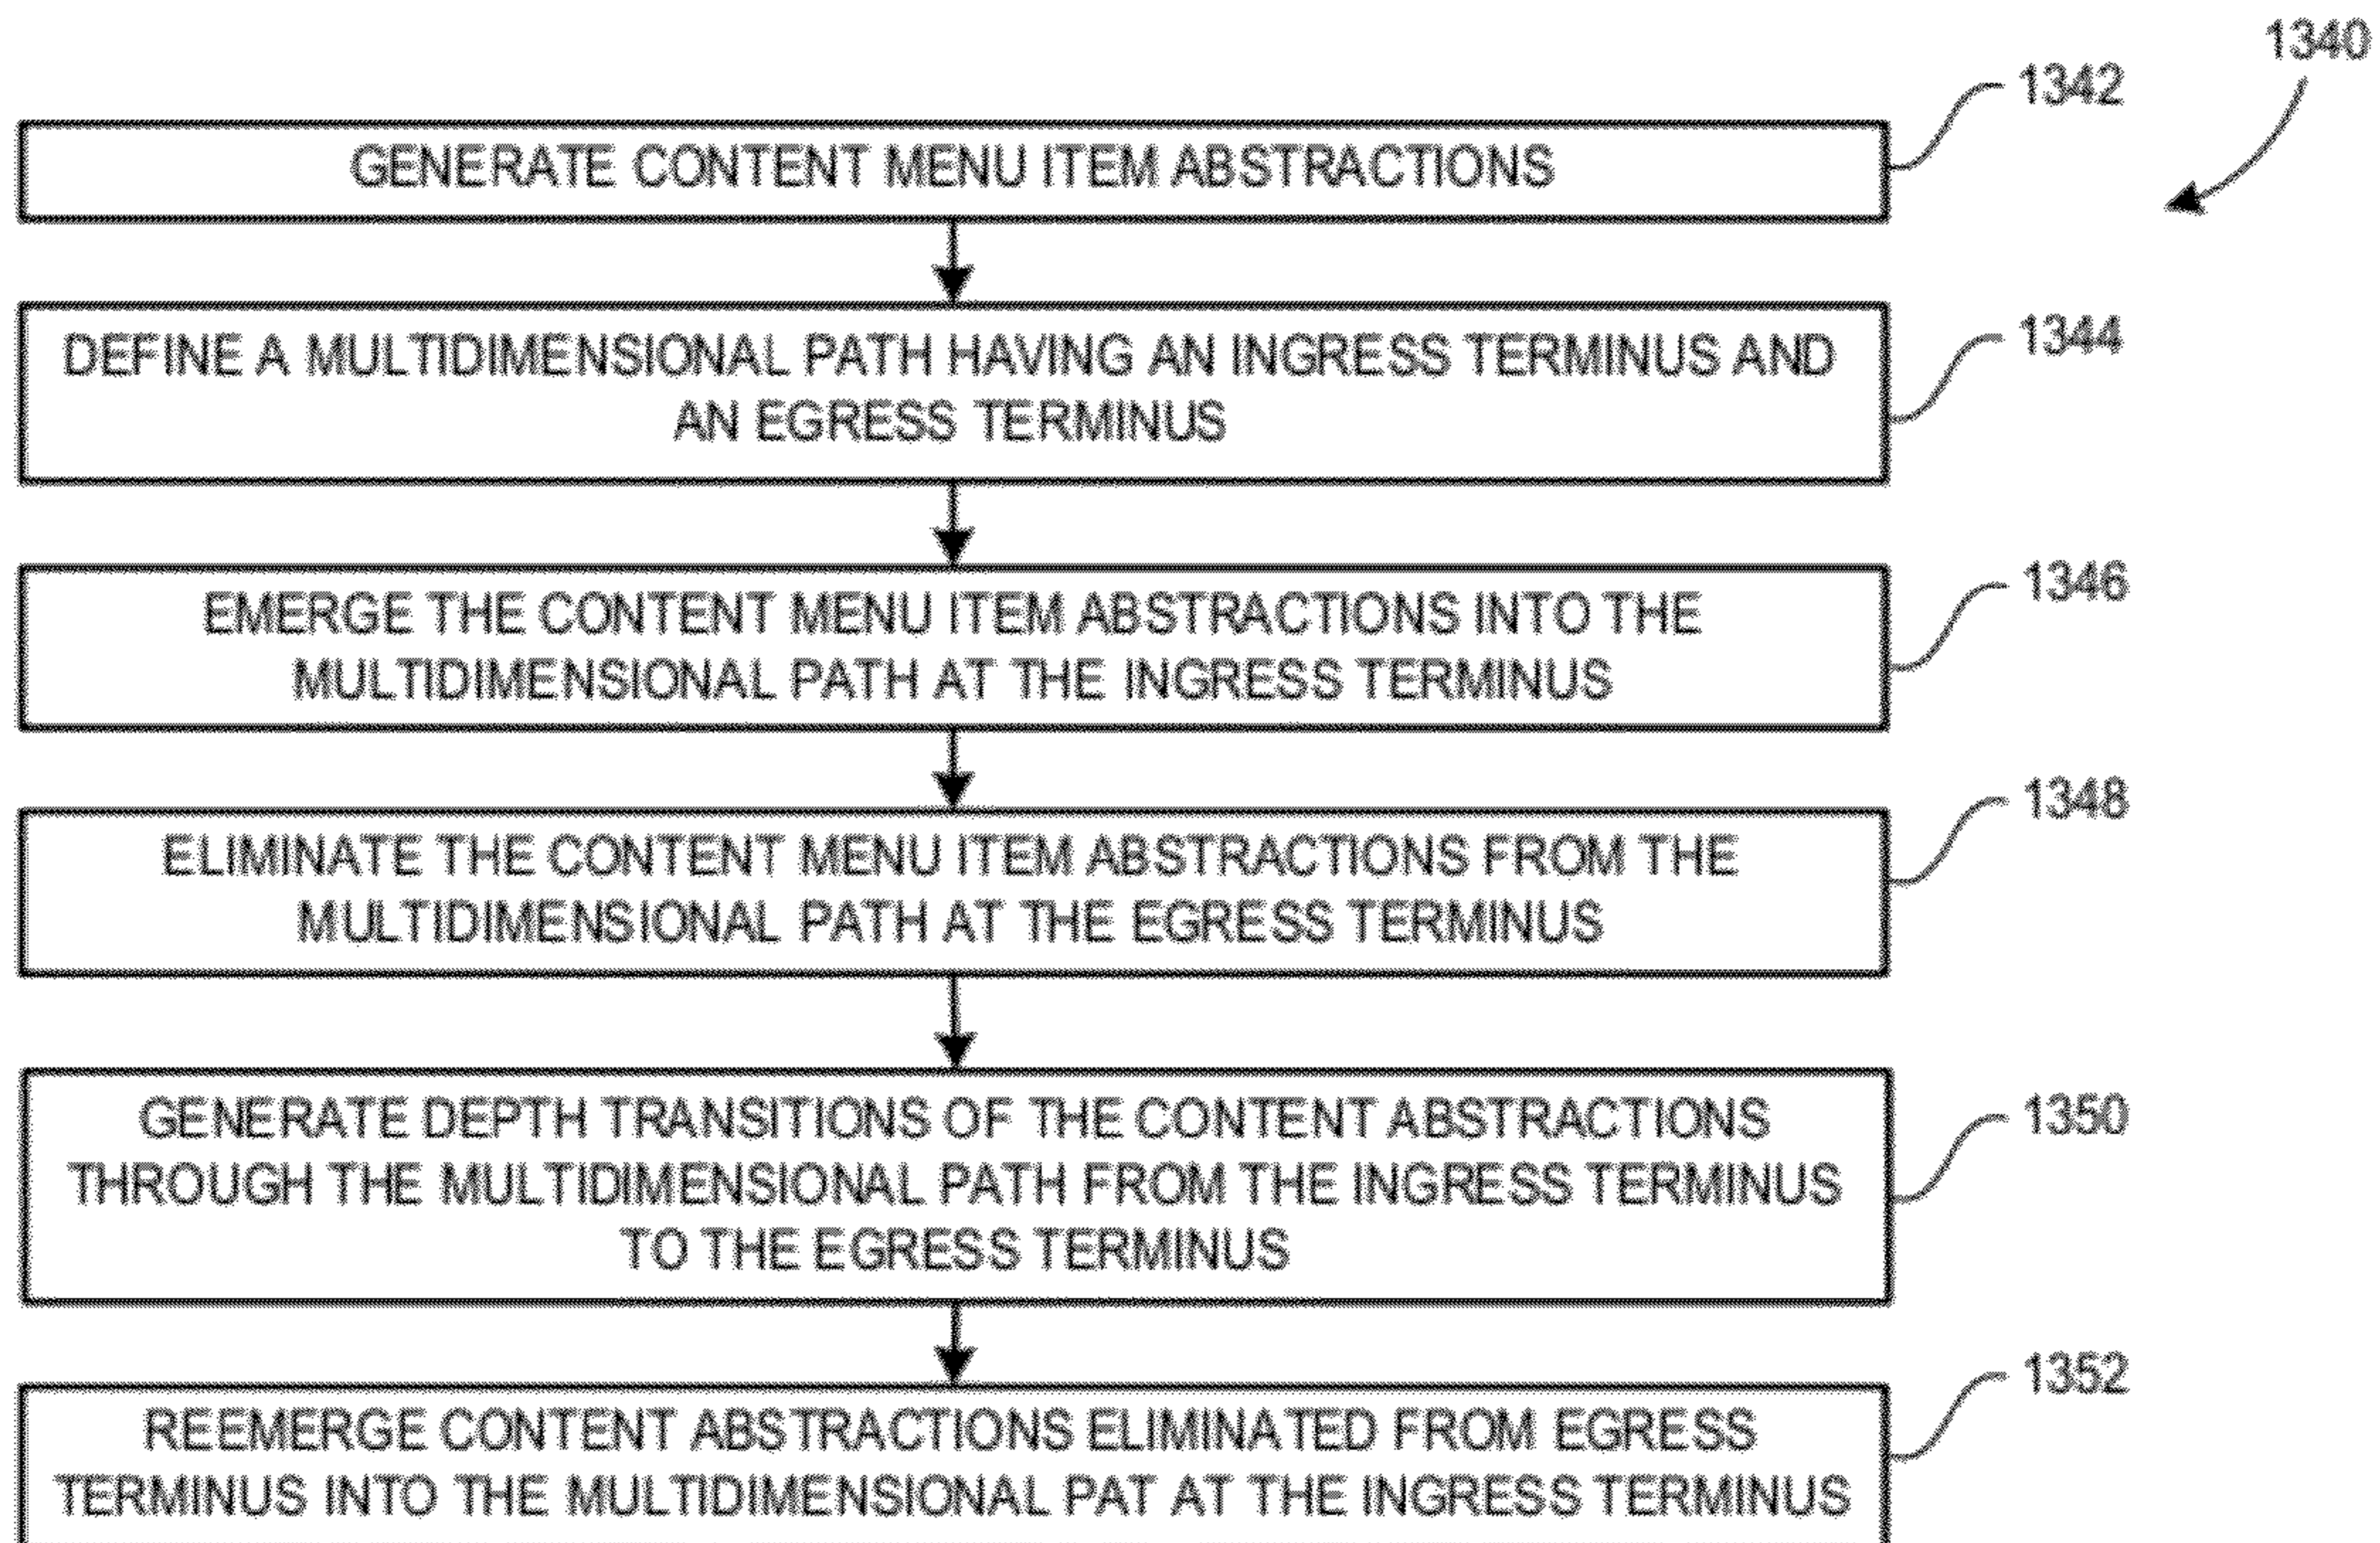 1340
1342
GENERATE CONTENT MENU ITEM ABSTRACTIONS
1344
DEFINE A MULTIDIMENSIONAL PATH HAVING AN INGRESS TERMINUS AND
AN EGRESS TERMINUS
1346
EMERGE THE CONTENT MENU ITEM ABSTRACTIONS INTO THE
MULTIDIMENSIONAL PATH AT THE INGRESS TERMINUS
1348
ELIMINATE THE CONTENT MENU ITEM ABSTRACTIONS FROM THE
MULTIDIMENSIONAL PATH AT THE EGRESS TERMINUS
1350
GENERATE DEPTH TRANSITIONS OF THE CONTENT ABSTRACTIONS
THROUGH THE MULTIDIMENSIONAL PATH FROM THE INGRESS TERMINUS
TO THE EGRESS TERMINUS
1352
REEMERGE CONTENT ABSTRACTIONS ELIMINATED FROM EGRESS
TERMINUS INTO THE MULTIDIMENSIONAL PAT AT THE INGRESS TERMINUS